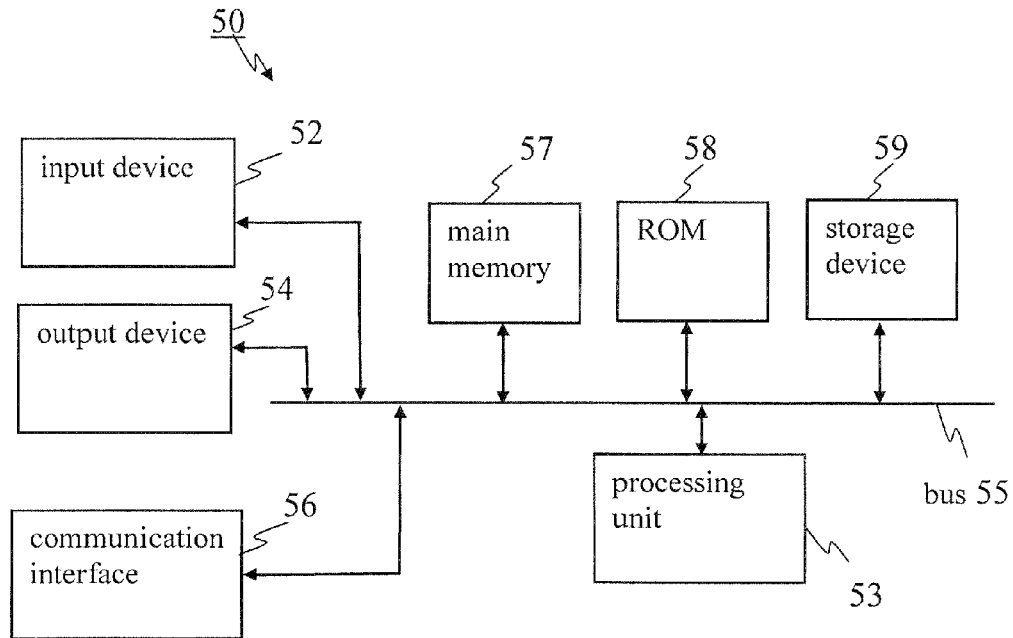 50
input device
52
output device
54
communication
interface
56
main
memory
57
ROM
58
storage
device
59
processing
unit
53
bus 55